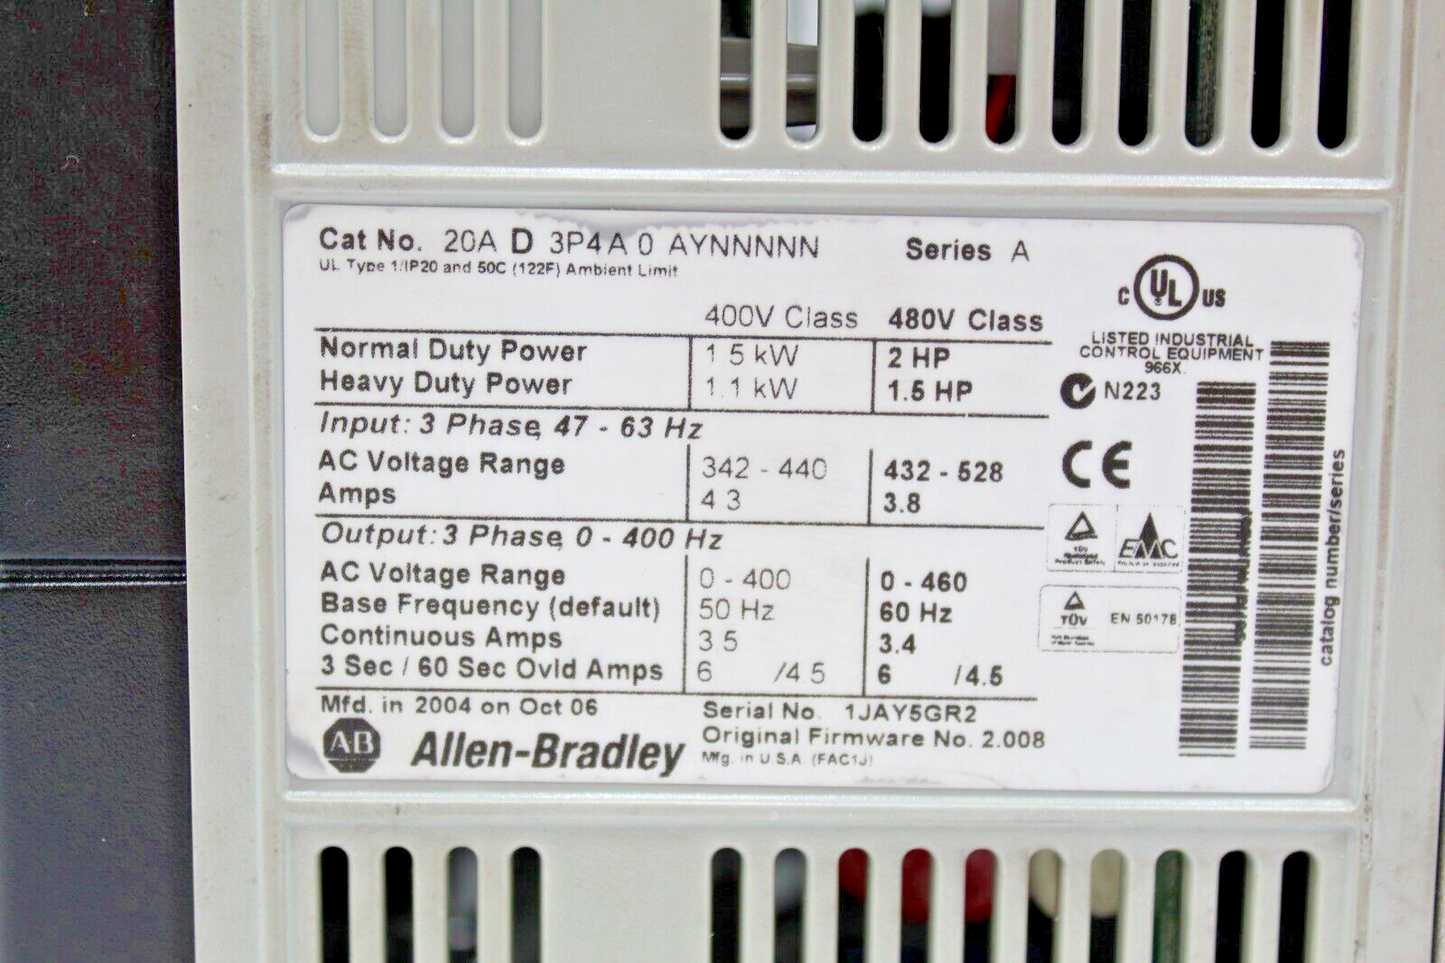 Cat No. 20A D 3P4 A 0 AYNNNNN Series A
UL Type 1/IP20 and 50C (122F) Ambient Limit
400V Class 480V Class
Normal Duty Power 1 5 kW 2 HP
Heavy Duty Power 1.1 kW 1.5 HP
Input: 3 Phase, 47 - 63 Hz
AC Voltage Range 342 - 440 432 - 528
Amps 4 3 3.8
Output: 3 Phase, 0 - 400 Hz
AC Voltage Range 0 - 400 0 - 460
Base Frequency (default) 50 Hz 60 Hz
Continuous Amps 3 5 3.4
3 Sec / 60 Sec Ovld Amps 6 /4.5 6 /4.5
Mfd. in 2004 on Oct 06
Serial No. 1JAY5GR2
Original Firmware No. 2.008
Mfg. in U.S.A. (FAC1J)
AB Allen-Bradley
C UL US
LISTED INDUSTRIAL
CONTROL EQUIPMENT
966X
N223
CE
TÜV
EMC
TÜV
EN 50178
catalog number/series